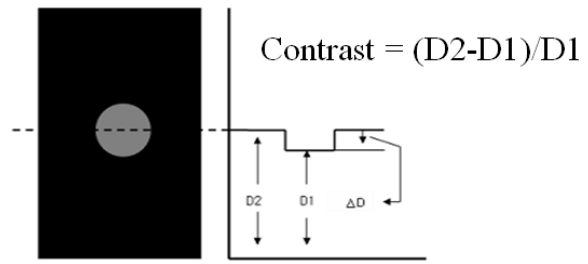 Contrast = (D2-D1)/D1
D2
D1
ΔD